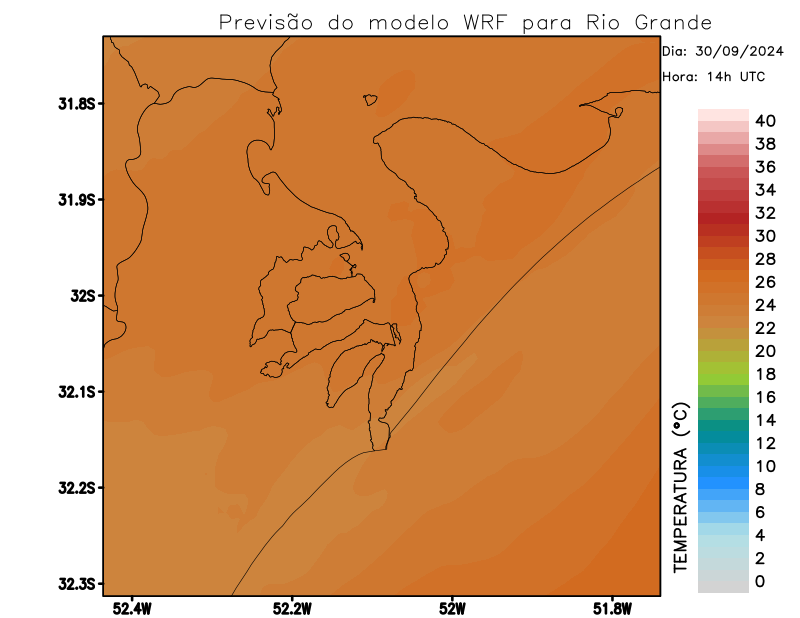 Previsão do modelo WRF para Rio Grande
Dia: 30/09/2024
Hora: 14h UTC
31.8S
31.9S
32S
32.1S
32.2S
32.3S
52.4W
52.2W
52W
51.8W
TEMPERATURA (°C)
40
38
36
34
32
30
28
26
24
22
20
18
16
14
12
10
8
6
4
2
0